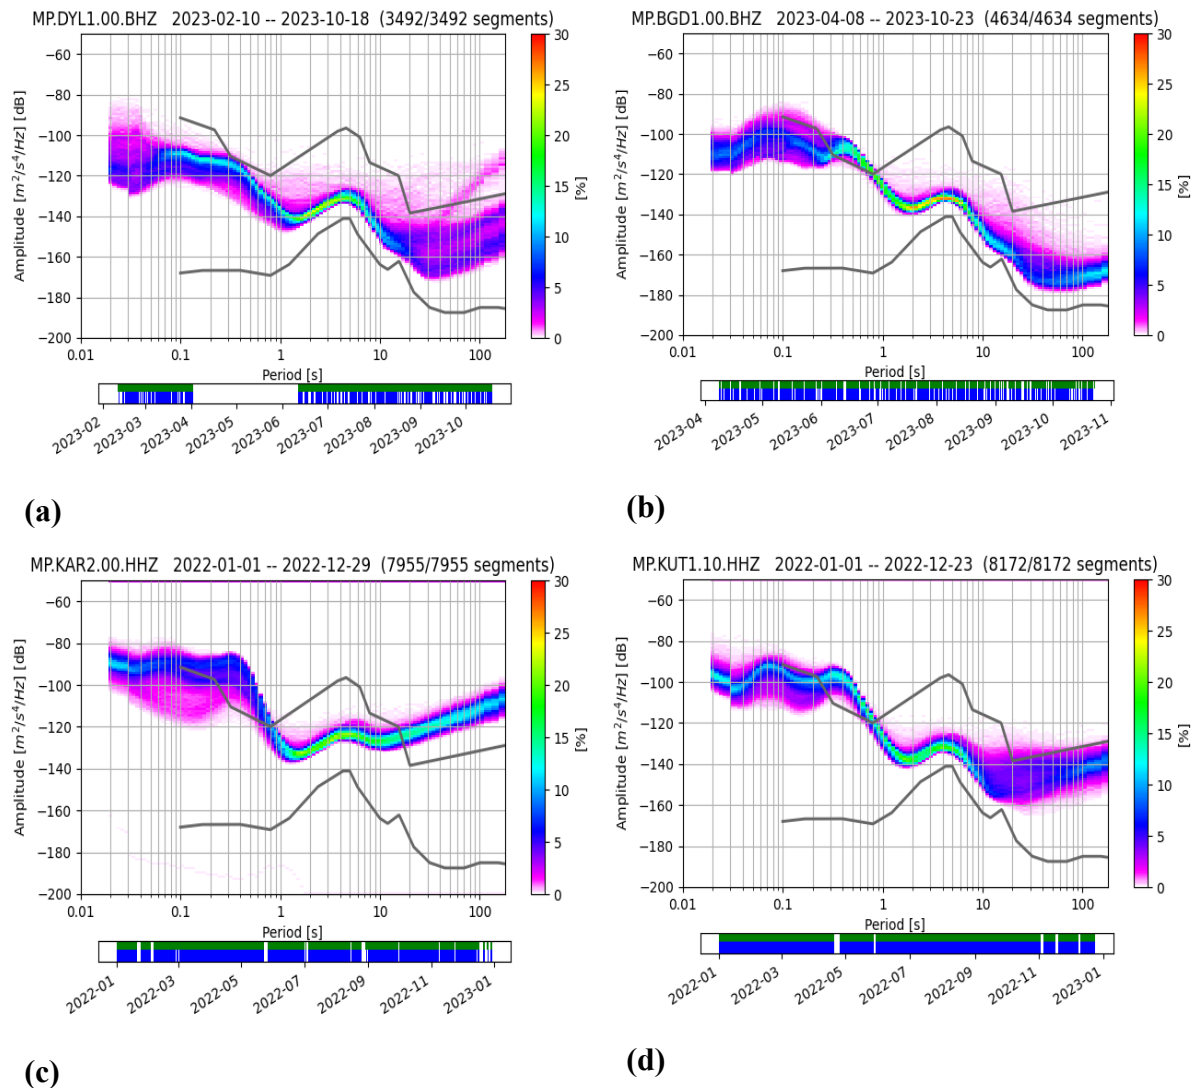 MP.DYL1.00.BHZ 2023-02-10 -- 2023-10-18 (3492/3492 segments)
Amplitude [m²/s⁴/Hz] [dB]
−60
−80
−100
−120
−140
−160
−180
−200
0.01 0.1 1 10 100
Period [s]
30
25
20
15
10
5
0
[%]
2023-02 2023-03 2023-04 2023-05 2023-06 2023-07 2023-08 2023-09 2023-10
(a)
MP.BGD1.00.BHZ 2023-04-08 -- 2023-10-23 (4634/4634 segments)
Amplitude [m²/s⁴/Hz] [dB]
−60
−80
−100
−120
−140
−160
−180
−200
0.01 0.1 1 10 100
Period [s]
30
25
20
15
10
5
0
[%]
2023-04 2023-05 2023-06 2023-07 2023-08 2023-09 2023-10 2023-11
(b)
MP.KAR2.00.HHZ 2022-01-01 -- 2022-12-29 (7955/7955 segments)
Amplitude [m²/s⁴/Hz] [dB]
−60
−80
−100
−120
−140
−160
−180
−200
0.01 0.1 1 10 100
Period [s]
30
25
20
15
10
5
0
[%]
2022-01 2022-03 2022-05 2022-07 2022-09 2022-11 2023-01
(c)
MP.KUT1.10.HHZ 2022-01-01 -- 2022-12-23 (8172/8172 segments)
Amplitude [m²/s⁴/Hz] [dB]
−60
−80
−100
−120
−140
−160
−180
−200
0.01 0.1 1 10 100
Period [s]
30
25
20
15
10
5
0
[%]
2022-01 2022-03 2022-05 2022-07 2022-09 2022-11 2023-01
(d)